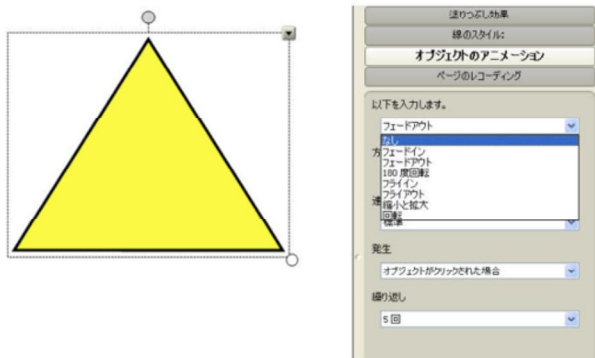 塗りつぶし効果
線のスタイル:
オブジェクトのアニメーション
ページのレコーディング
以下を入力します。
フェードアウト
なし
フェードイン
フェードアウト
180 度回転
フライイン
フライアウト
縮小と拡大
回転
方
速
標準
発生
オブジェクトがクリックされた場合
繰り返し
5 回